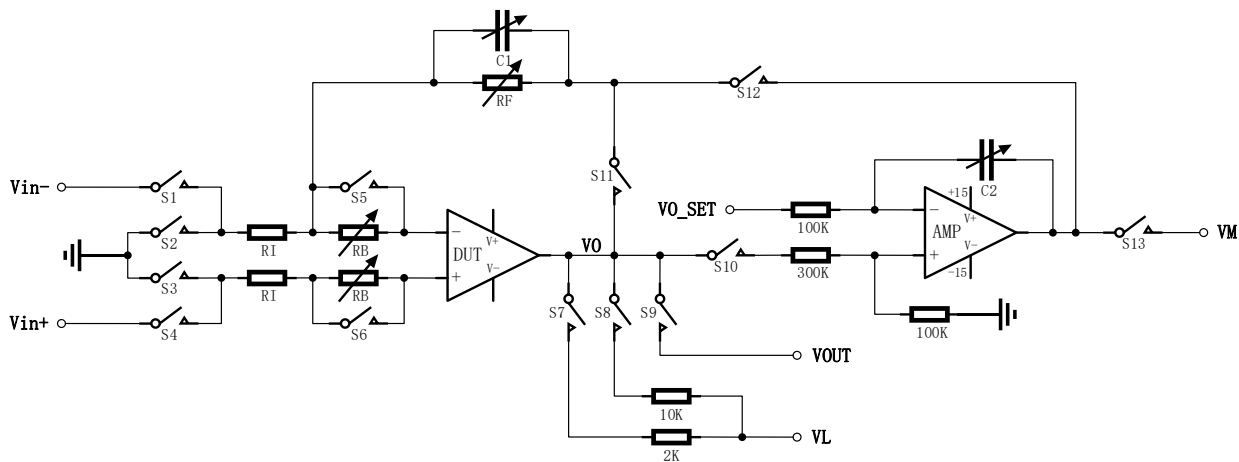 C1
RF
S12
S11
Vin-
S1
S5
C2
+15
VO_SET
100K
AMP
V+
V-
-15
S13
VM
S2
RI
RB
DUT
V+
V-
VO
S10
300K
S3
RI
RB
Vin+
S4
S6
S7
S8
S9
100K
VOUT
10K
VL
2K
−
+
−
+